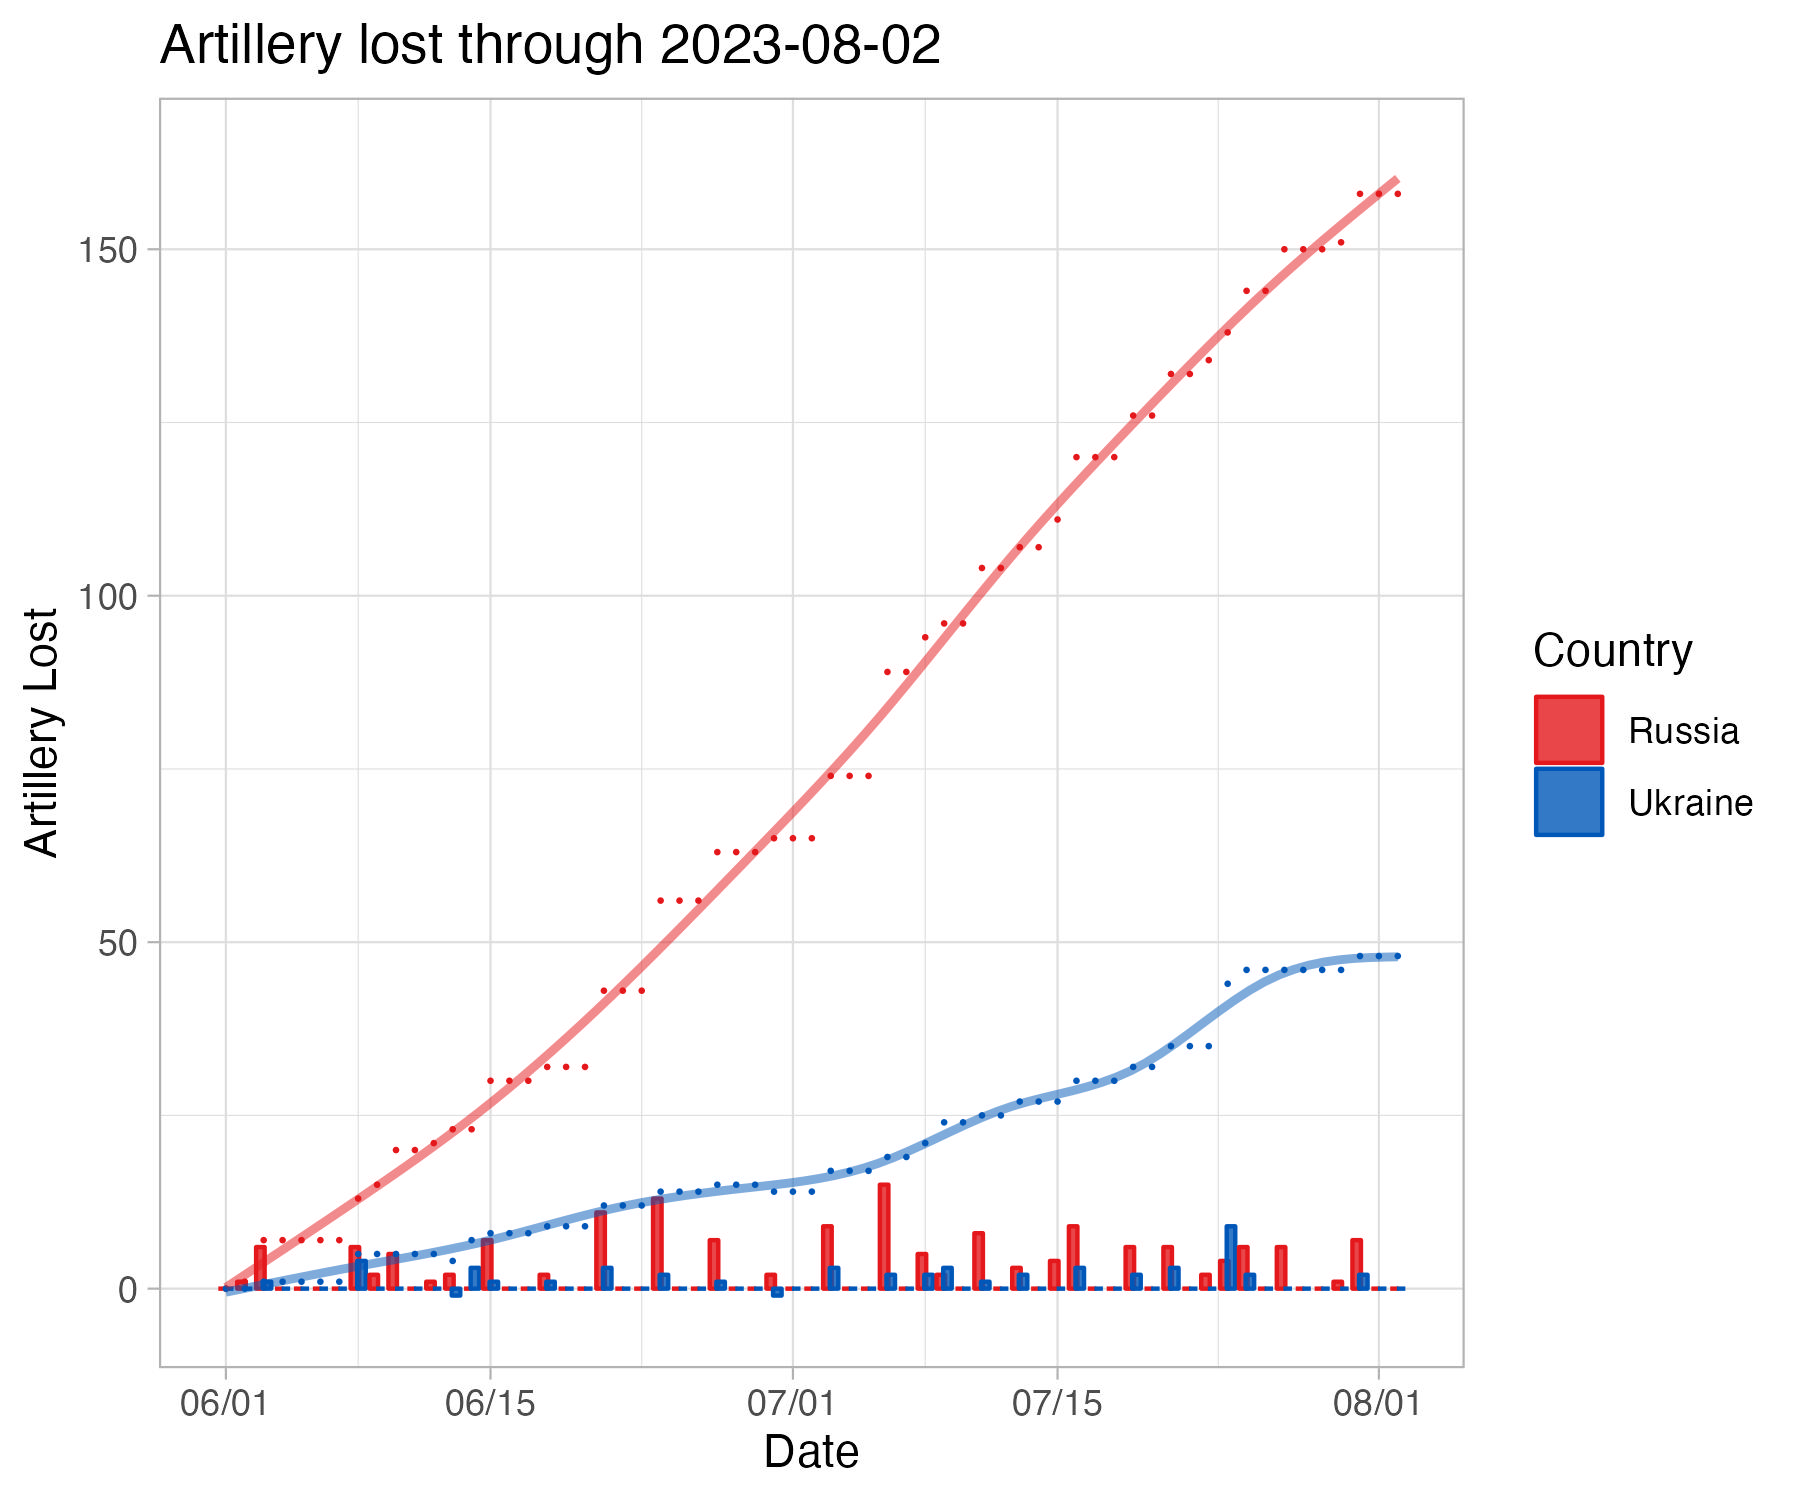 Artillery lost through 2023-08-02
Artillery Lost
150
100
50
0
06/01
06/15
07/01
07/15
08/01
Date
Country
Russia
Ukraine